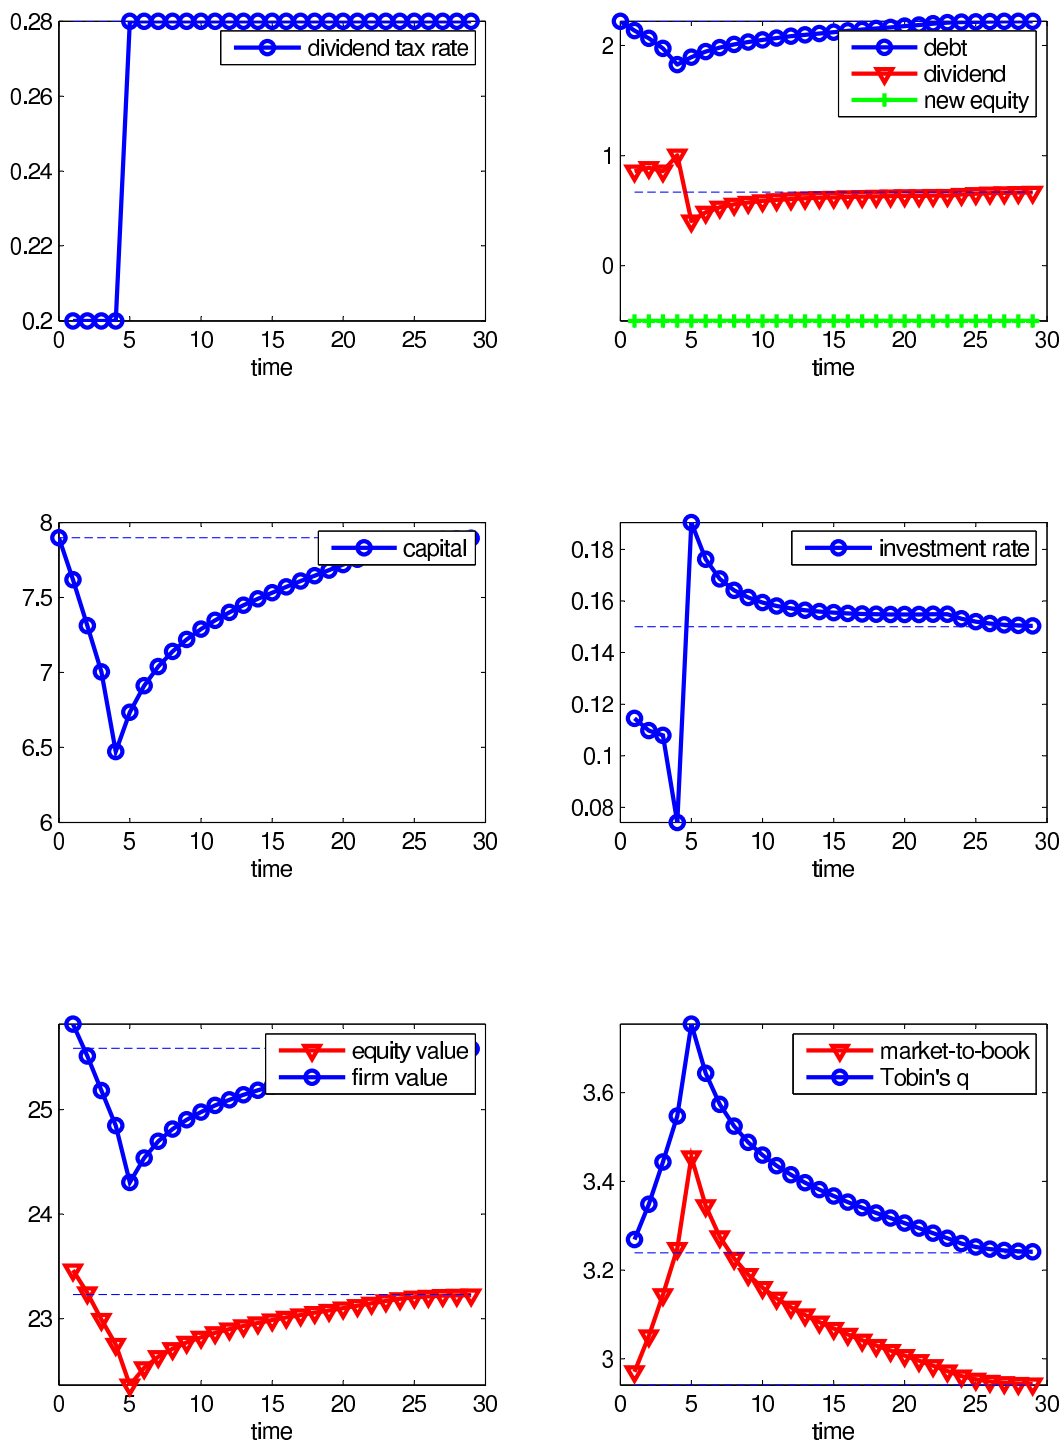 0.28
0.26
0.24
0.22
0.2
0 5 10 15 20 25 30
time
dividend tax rate
2
1
0
0 5 10 15 20 25 30
time
debt
dividend
new equity
8
7.5
7
6.5
6
0 5 10 15 20 25 30
time
capital
0.18
0.16
0.14
0.12
0.1
0.08
0 5 10 15 20 25 30
time
investment rate
25
24
23
0 5 10 15 20 25 30
time
equity value
firm value
3.6
3.4
3.2
3
0 5 10 15 20 25 30
time
market-to-book
Tobin's q